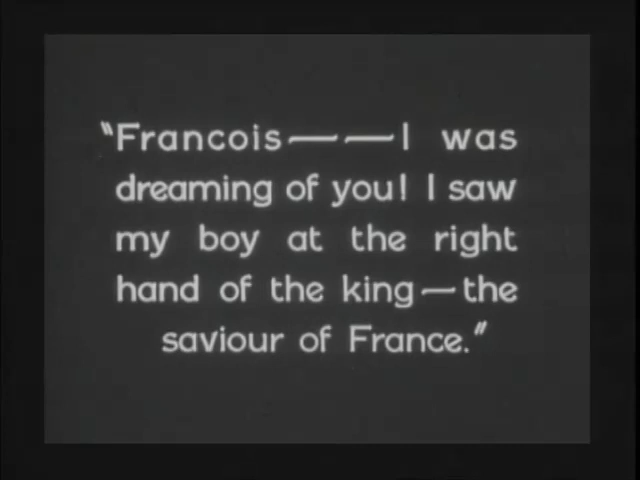 "Francois — — I was
dreaming of you! I saw
my boy at the right
hand of the king — the
saviour of France."